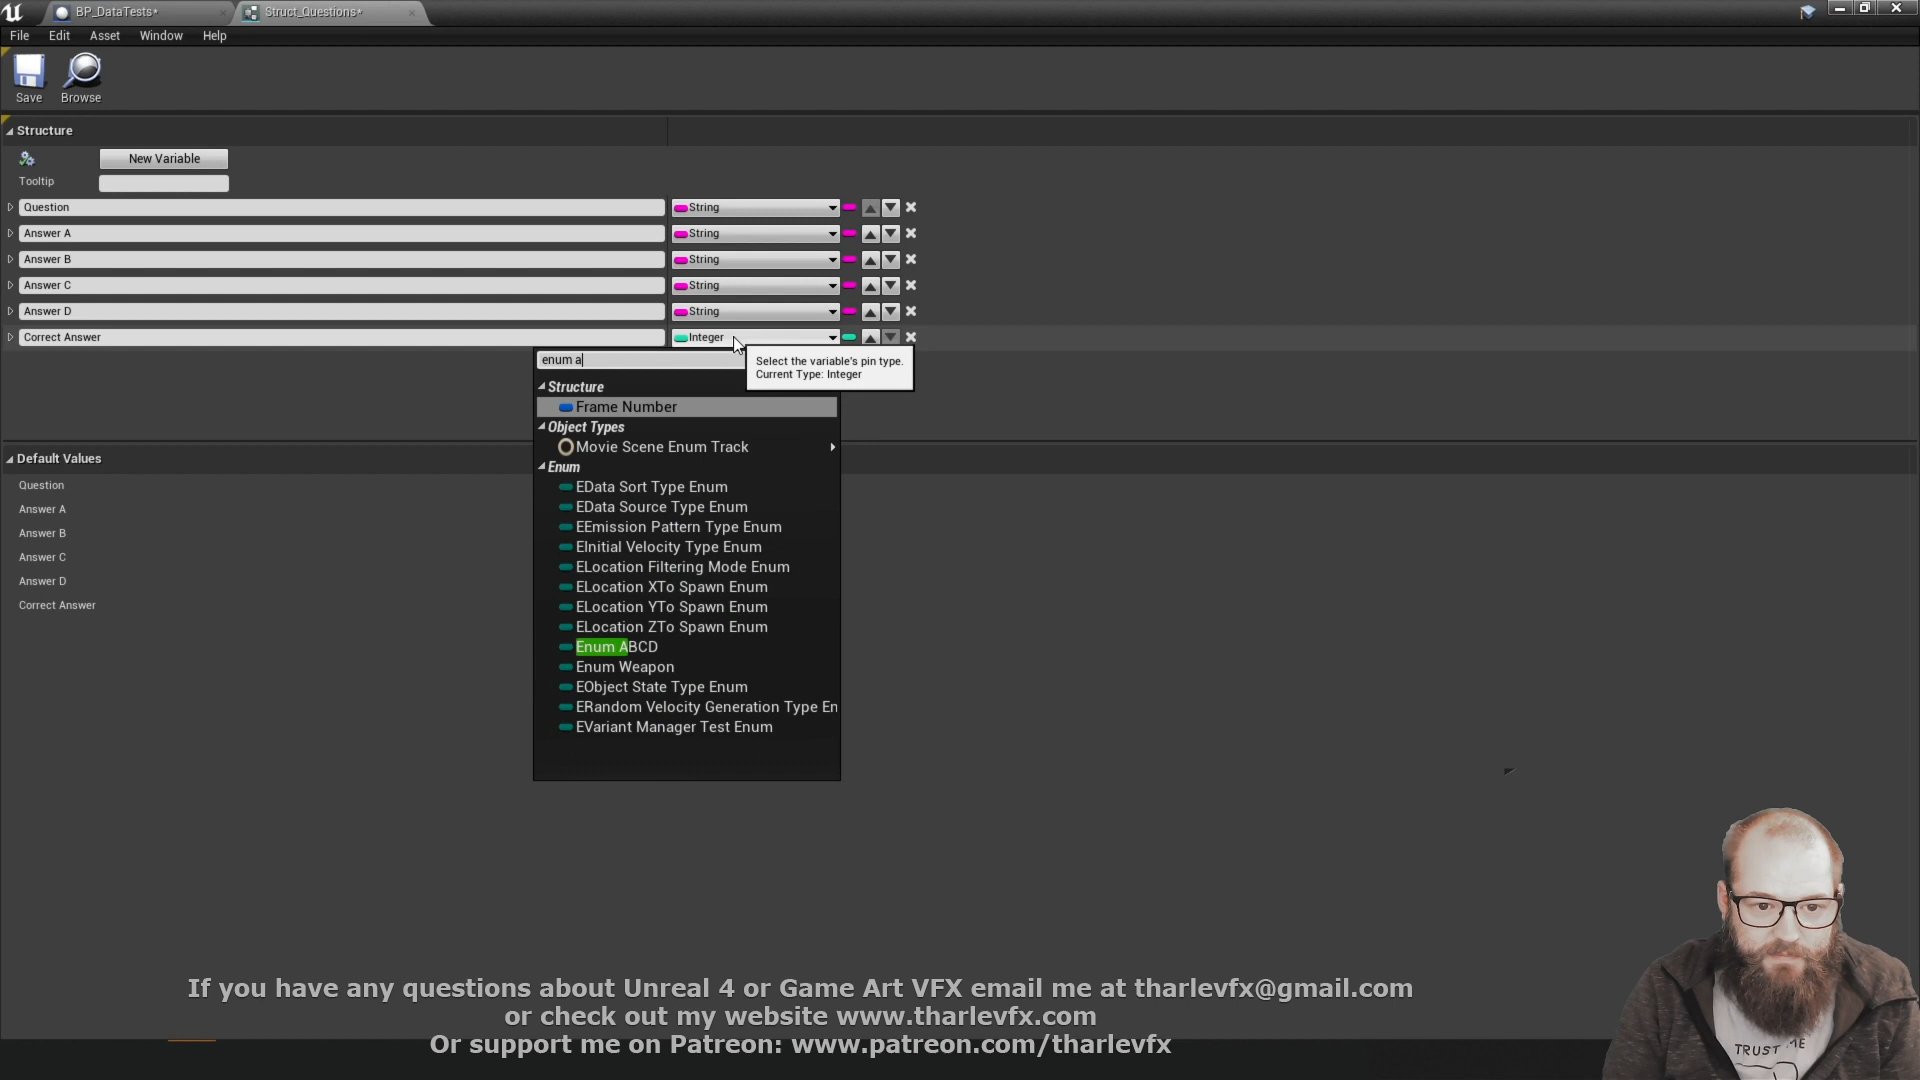 BP_DataTests*
Struct_Questions*
File Edit Asset Window Help
Save Browse
Structure
New Variable
Tooltip
Question String
Answer A String
Answer B String
Answer C String
Answer D String
Correct Answer Integer
enum a
Select the variable's pin type.
Current Type: Integer
Structure
Frame Number
Object Types
Movie Scene Enum Track
Enum
EData Sort Type Enum
EData Source Type Enum
EEmission Pattern Type Enum
EInitial Velocity Type Enum
ELocation Filtering Mode Enum
ELocation XTo Spawn Enum
ELocation YTo Spawn Enum
ELocation ZTo Spawn Enum
Enum ABCD
Enum Weapon
EObject State Type Enum
ERandom Velocity Generation Type En
EVariant Manager Test Enum
Default Values
Question
Answer A
Answer B
Answer C
Answer D
Correct Answer
If you have any questions about Unreal 4 or Game Art VFX email me at tharlevfx@gmail.com
or check out my website www.tharlevfx.com
Or support me on Patreon: www.patreon.com/tharlevfx
TRUST ME